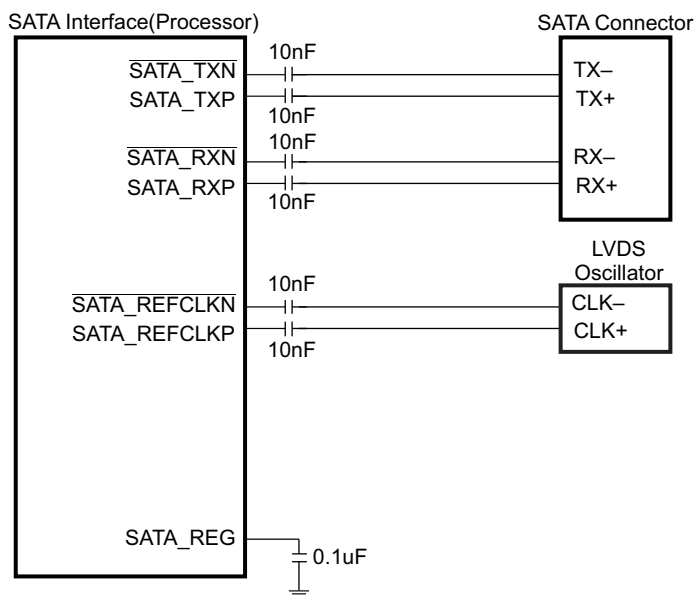 SATA Interface(Processor)
SATA Connector
10nF
SATA_TXN
TX–
SATA_TXP
TX+
10nF
10nF
SATA_RXN
RX–
SATA_RXP
RX+
10nF
LVDS
Oscillator
10nF
SATA_REFCLKN
CLK–
SATA_REFCLKP
CLK+
10nF
SATA_REG
0.1uF